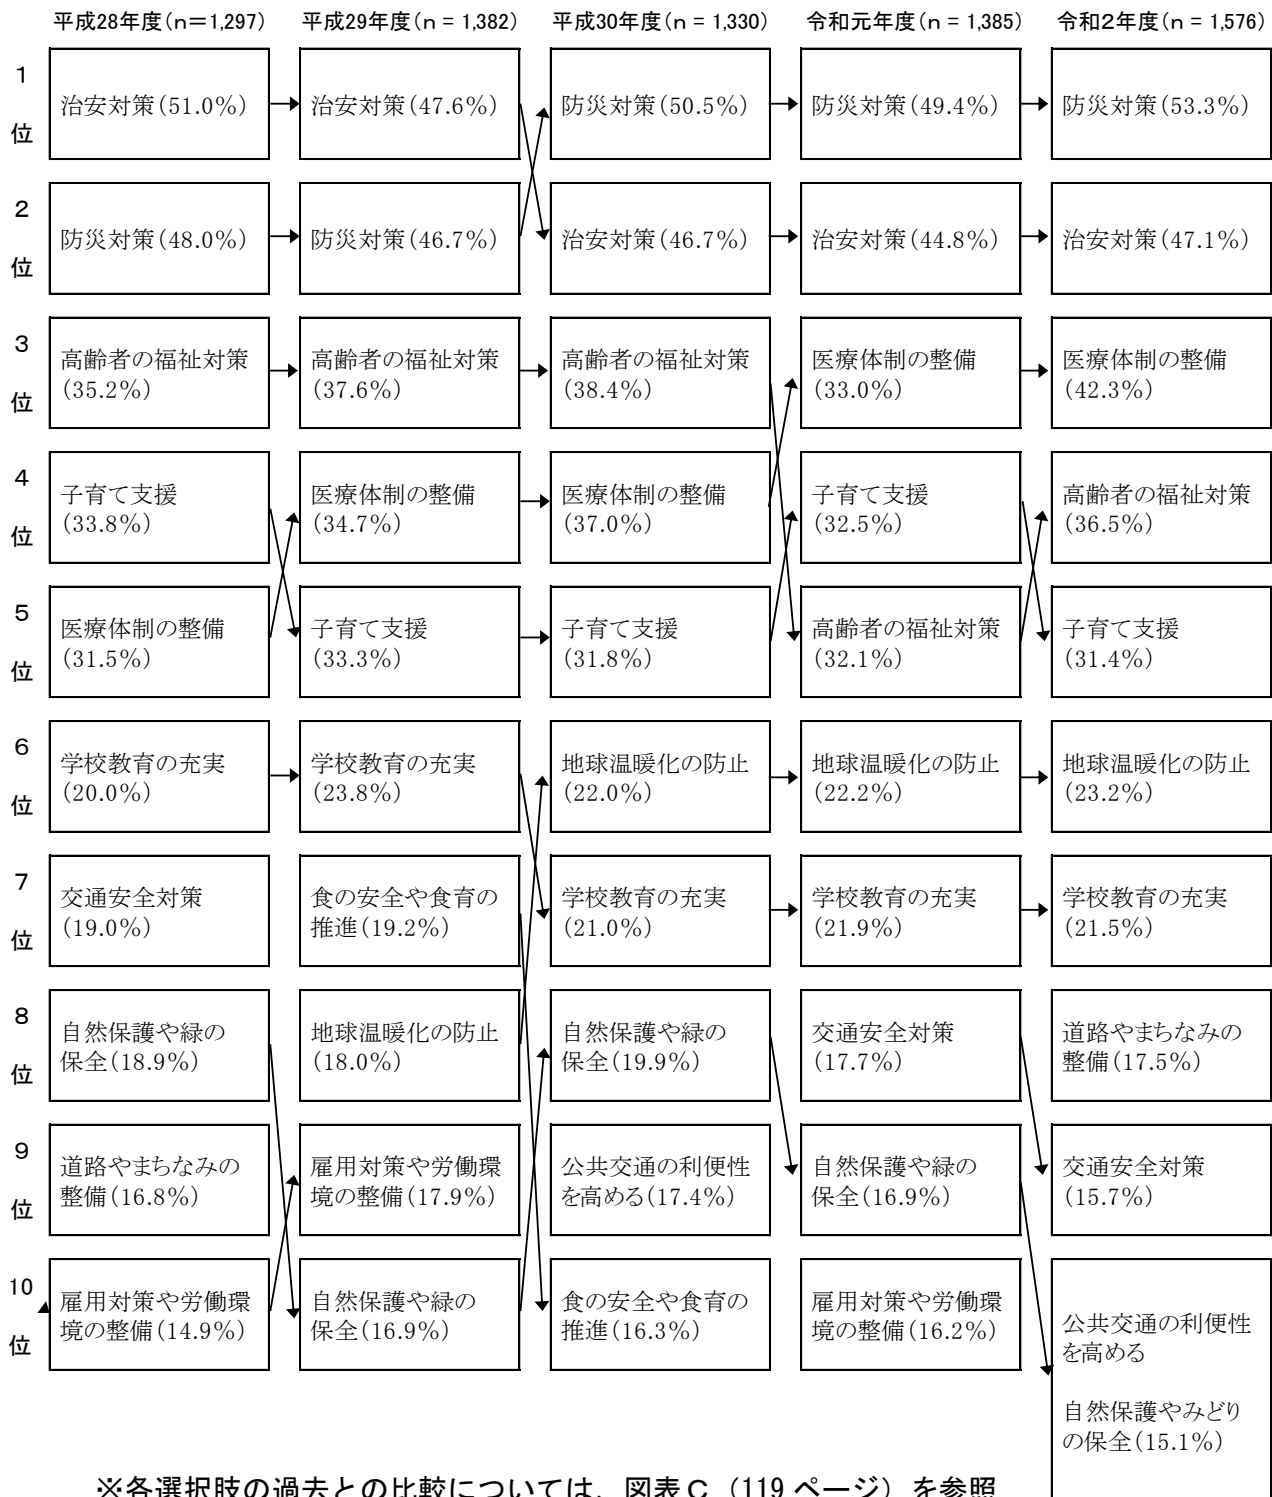 平成28年度(n＝1,297) 平成29年度(n = 1,382) 平成30年度(n = 1,330) 令和元年度(n = 1,385) 令和2年度(n = 1,576)
1
位
治安対策(51.0%)
治安対策(47.6%)
防災対策(50.5%)
防災対策(49.4%)
防災対策(53.3%)
2
位
防災対策(48.0%)
防災対策(46.7%)
治安対策(46.7%)
治安対策(44.8%)
治安対策(47.1%)
3
位
高齢者の福祉対策
(35.2%)
高齢者の福祉対策
(37.6%)
高齢者の福祉対策
(38.4%)
医療体制の整備
(33.0%)
医療体制の整備
(42.3%)
4
位
子育て支援
(33.8%)
医療体制の整備
(34.7%)
医療体制の整備
(37.0%)
子育て支援
(32.5%)
高齢者の福祉対策
(36.5%)
5
位
医療体制の整備
(31.5%)
子育て支援
(33.3%)
子育て支援
(31.8%)
高齢者の福祉対策
(32.1%)
子育て支援
(31.4%)
6
位
学校教育の充実
(20.0%)
学校教育の充実
(23.8%)
地球温暖化の防止
(22.0%)
地球温暖化の防止
(22.2%)
地球温暖化の防止
(23.2%)
7
位
交通安全対策
(19.0%)
食の安全や食育の
推進(19.2%)
学校教育の充実
(21.0%)
学校教育の充実
(21.9%)
学校教育の充実
(21.5%)
8
位
自然保護や緑の
保全(18.9%)
地球温暖化の防止
(18.0%)
自然保護や緑の
保全(19.9%)
交通安全対策
(17.7%)
道路やまちなみの
整備(17.5%)
9
位
道路やまちなみの
整備(16.8%)
雇用対策や労働環
境の整備(17.9%)
公共交通の利便性
を高める(17.4%)
自然保護や緑の
保全(16.9%)
交通安全対策
(15.7%)
10
位
雇用対策や労働環
境の整備(14.9%)
自然保護や緑の
保全(16.9%)
食の安全や食育の
推進(16.3%)
雇用対策や労働環
境の整備(16.2%)
公共交通の利便性
を高める
自然保護やみどり
の保全(15.1%)
※各選択肢の過去との比較については、図表C（119 ページ）を参照